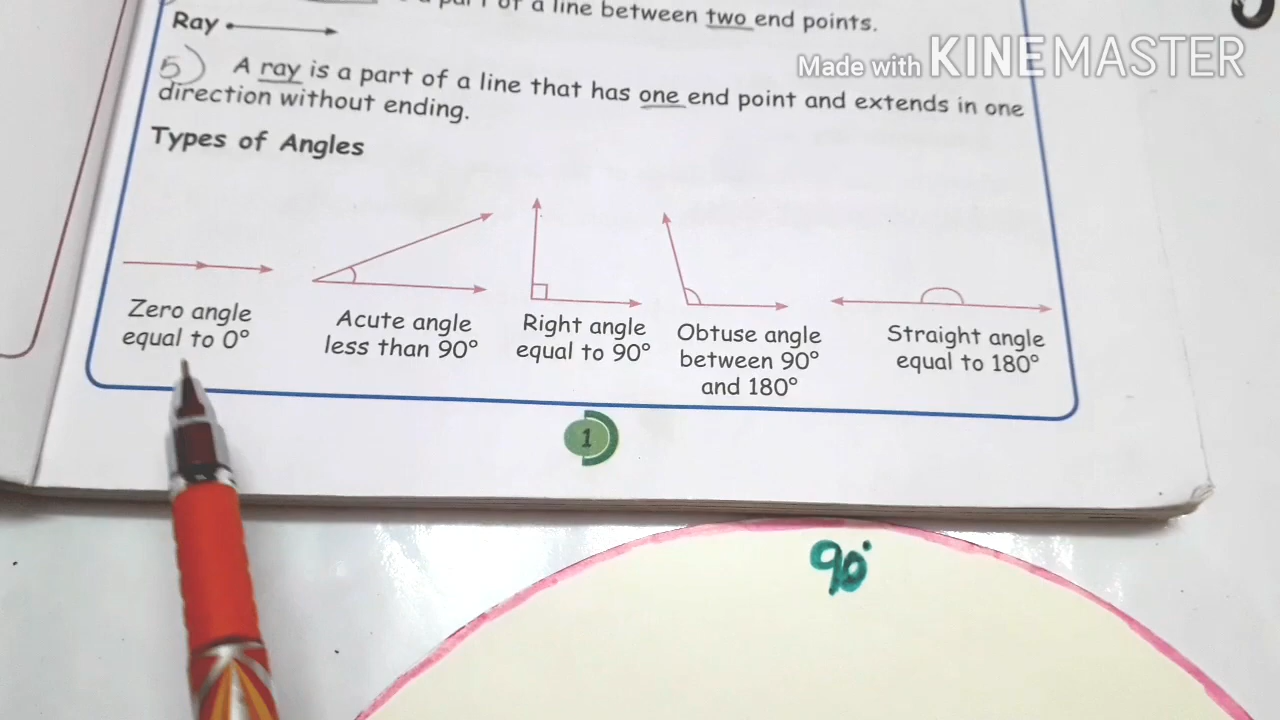 of a line between two end points.
Ray
5) A ray is a part of a line that has one end point and extends in one
direction without ending.
Made with KINEMASTER
Types of Angles
Zero angle
equal to 0°
Acute angle
less than 90°
Right angle
equal to 90°
Obtuse angle
between 90°
and 180°
Straight angle
equal to 180°
1
90°